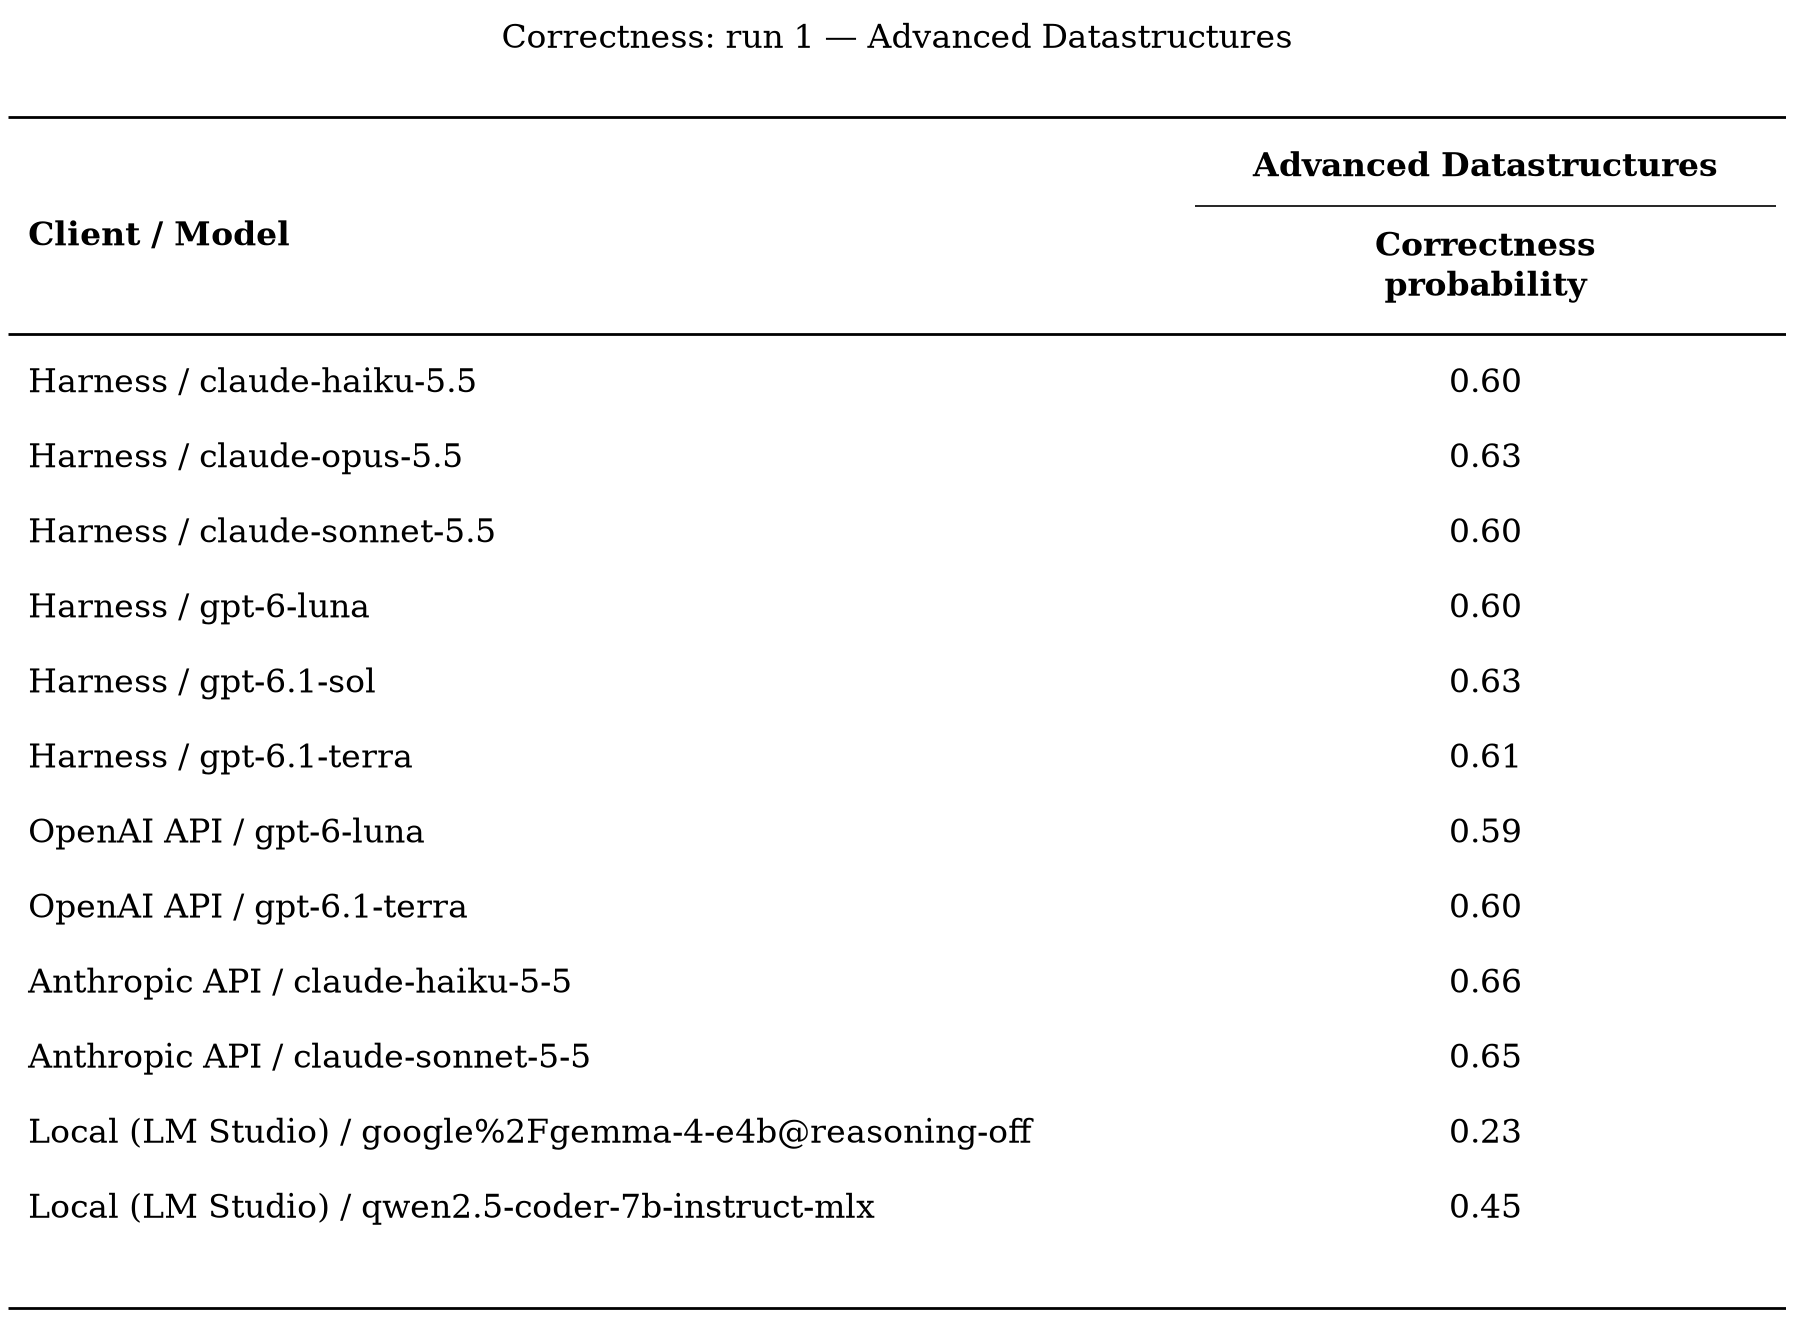 Correctness: run 1 — Advanced Datastructures
Advanced Datastructures
Client / Model
Correctness
probability
Harness / claude-haiku-5.5 0.60
Harness / claude-opus-5.5 0.63
Harness / claude-sonnet-5.5 0.60
Harness / gpt-6-luna 0.60
Harness / gpt-6.1-sol 0.63
Harness / gpt-6.1-terra 0.61
OpenAI API / gpt-6-luna 0.59
OpenAI API / gpt-6.1-terra 0.60
Anthropic API / claude-haiku-5-5 0.66
Anthropic API / claude-sonnet-5-5 0.65
Local (LM Studio) / google%2Fgemma-4-e4b@reasoning-off 0.23
Local (LM Studio) / qwen2.5-coder-7b-instruct-mlx 0.45